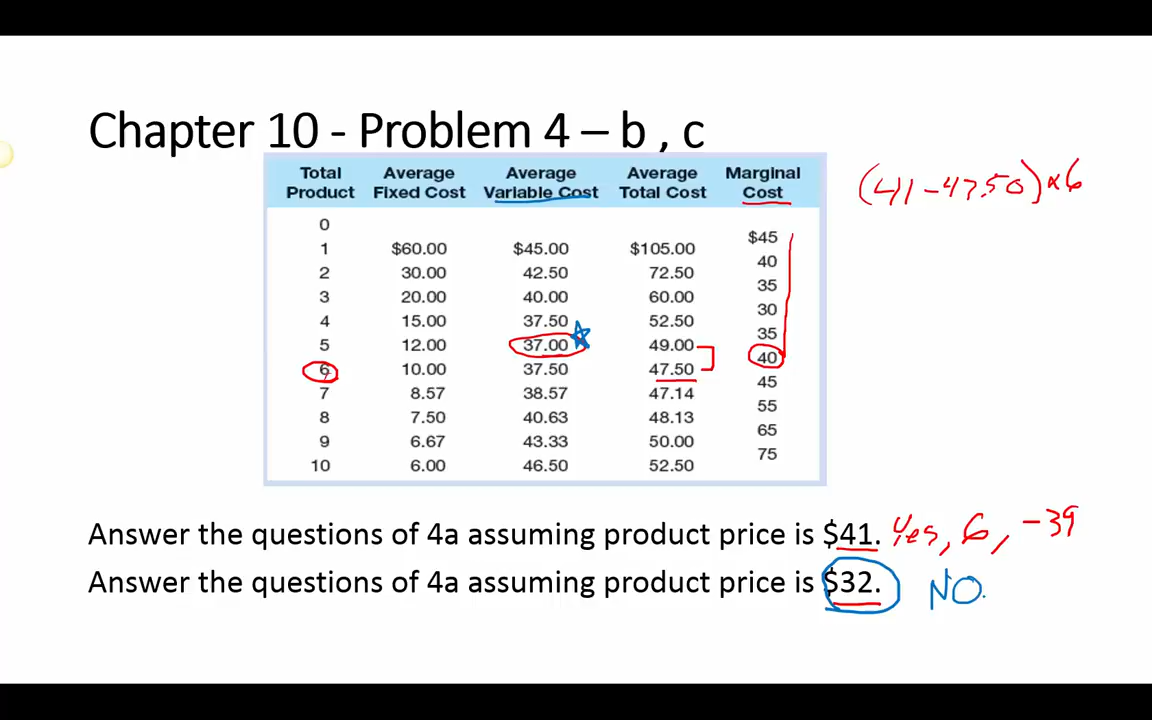 Chapter 10 - Problem 4 – b , c
Total Product Average Fixed Cost Average Variable Cost Average Total Cost Marginal Cost
0
$45
1 $60.00 $45.00 $105.00
40
2 30.00 42.50 72.50
35
3 20.00 40.00 60.00
30
4 15.00 37.50 52.50
35
5 12.00 37.00 49.00
40
6 10.00 37.50 47.50
45
7 8.57 38.57 47.14
55
8 7.50 40.63 48.13
65
9 6.67 43.33 50.00
75
10 6.00 46.50 52.50
(41-47.50)x6
Answer the questions of 4a assuming product price is $41. Yes, 6, -39
Answer the questions of 4a assuming product price is $32. NO.